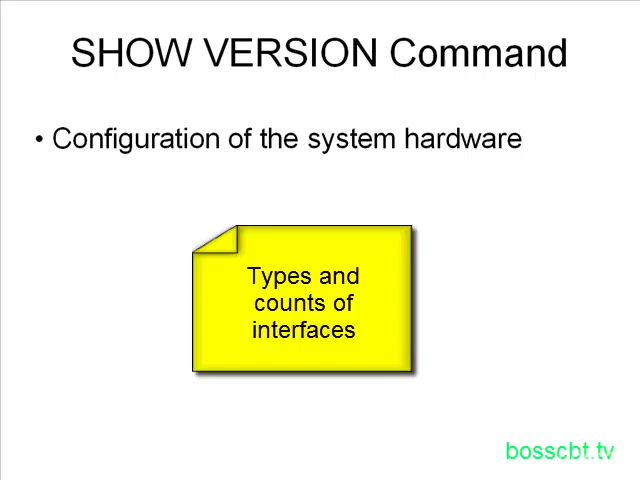 SHOW VERSION Command
• Configuration of the system hardware
Types and
counts of
interfaces
bosscbt.tv